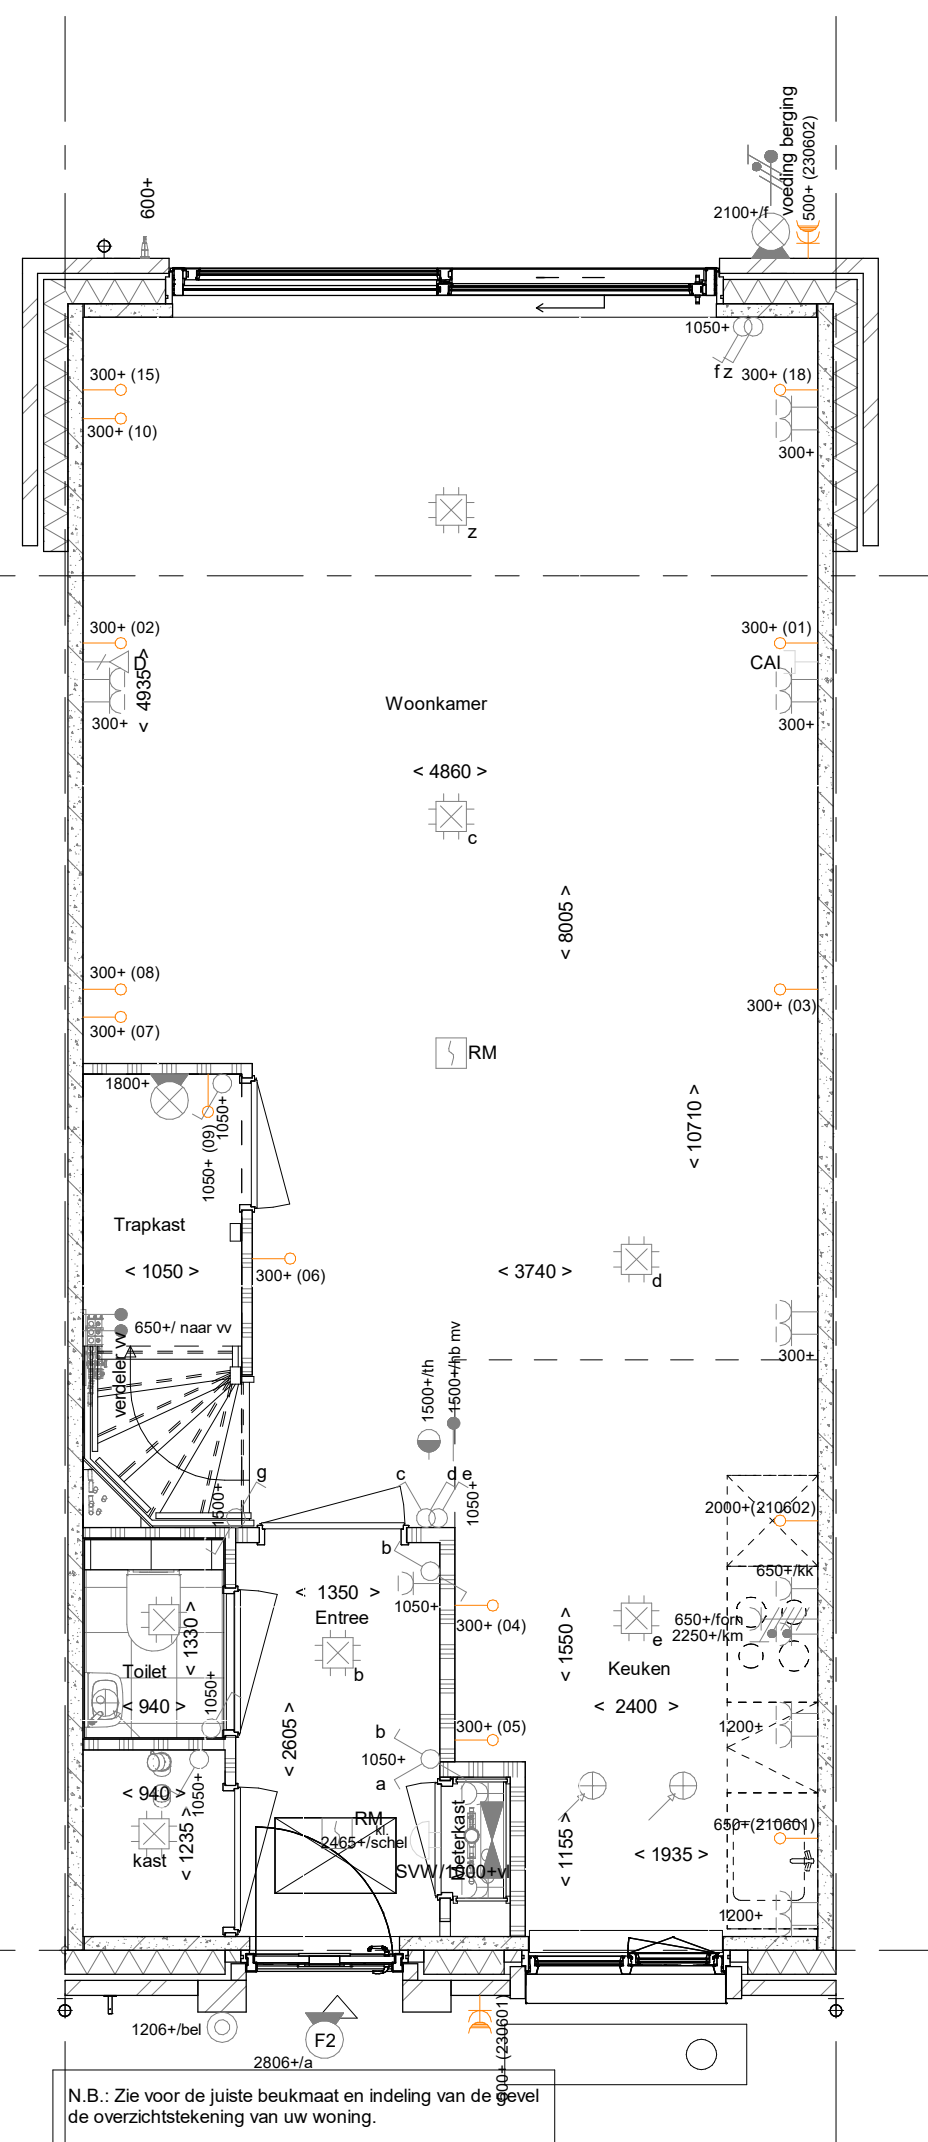 voeding berging
500+ (230602)
600+
2100+/f
1050+
f z
300+ (15)
300+ (18)
300+ (10)
300+
z
300+ (02)
300+ (01)
D
CAI
< 4935 >
300+
300+
Woonkamer
< 4860 >
c
< 8005 >
300+ (08)
300+ (03)
300+ (07)
RM
1800+
1050+
1050+ (09)
< 10710 >
Trapkast
< 1050 >
300+ (06)
< 3740 >
d
650+/ naar vv
verdeler vv
300+
1500+/th
1500+/hb mv
g
c
d e
1500+
1050+
2000+(210602)
b
650+/kk
< 1350 >
1050+
Entree
300+ (04)
650+/forn
2250+/km
< 1330 >
b
< 1550 >
e
Keuken
Toilet
1050+
< 940 >
< 2400 >
< 2605 >
b
300+ (05)
1200+
1050+
a
< 940 >
1050+
RM
kl.
2465+/schel
650+(210601)
< 1235 >
kast
meterkast
SVW/1000+vl
< 1155 >
< 1935 >
1200+
1206+/bel
F2
2806+/a
600+ (230601)
N.B.: Zie voor de juiste beukmaat en indeling van de gevel
de overzichtstekening van uw woning.